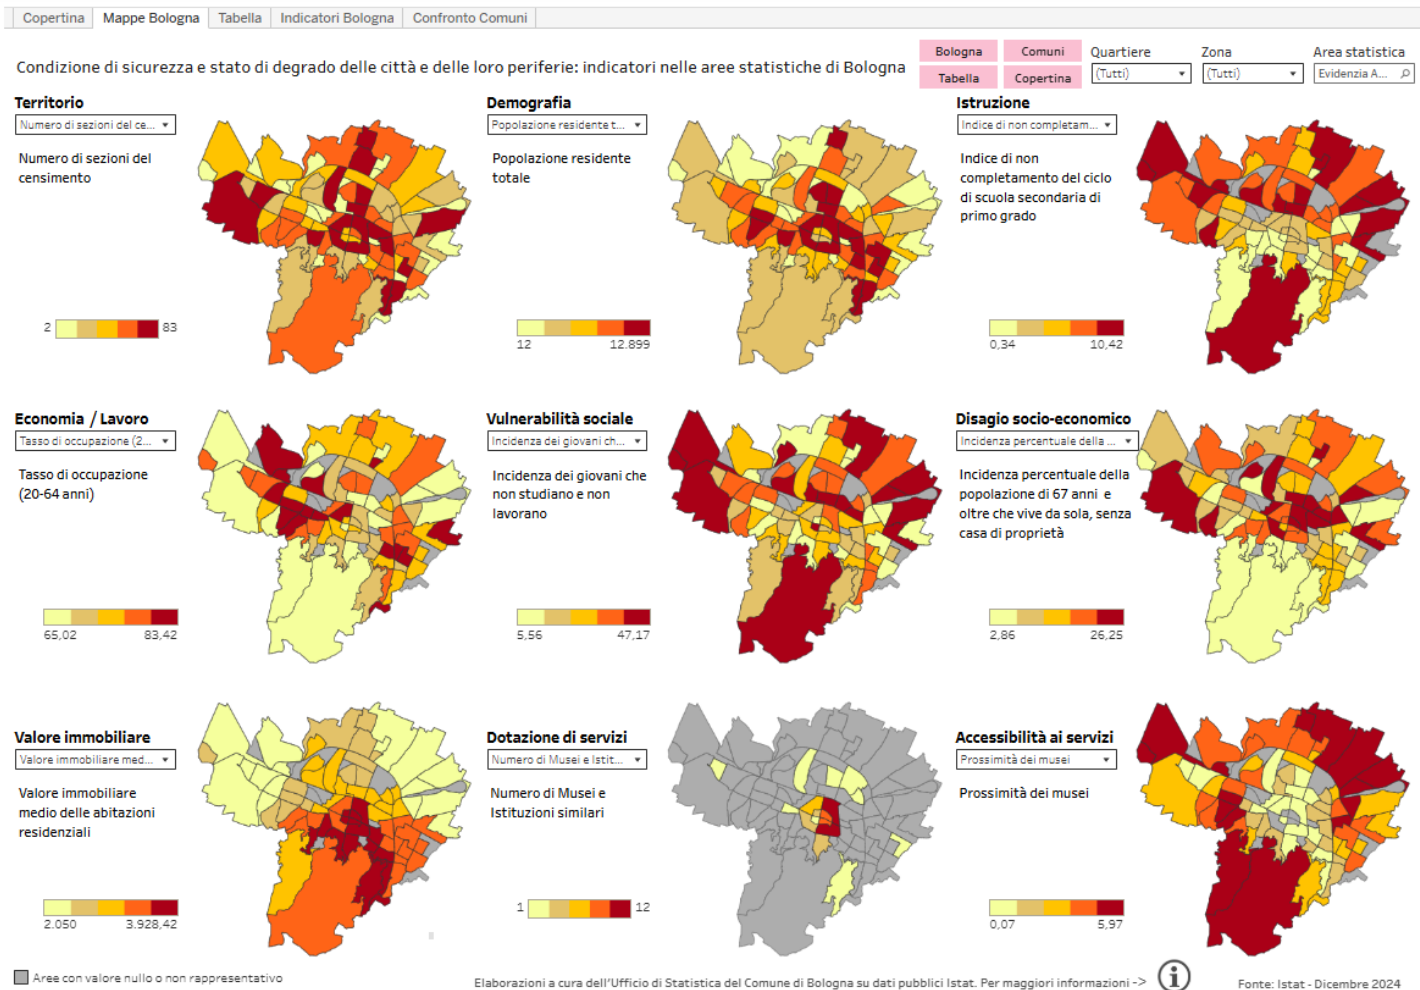 Copertina Mappe Bologna Tabella Indicatori Bologna Confronto Comuni
Condizione di sicurezza e stato di degrado delle città e delle loro periferie: indicatori nelle aree statistiche di Bologna
Bologna Comuni
Tabella Copertina
Quartiere Zona Area statistica
(Tutti) (Tutti) Evidenzia A...
Territorio
Numero di sezioni del ce...
Numero di sezioni del
censimento
2 83
Demografia
Popolazione residente t...
Popolazione residente
totale
12 12.899
Istruzione
Indice di non completam...
Indice di non
completamento del ciclo
di scuola secondaria di
primo grado
0,34 10,42
Economia / Lavoro
Tasso di occupazione (2...
Tasso di occupazione
(20-64 anni)
65,02 83,42
Vulnerabilità sociale
Incidenza dei giovani ch...
Incidenza dei giovani che
non studiano e non
lavorano
5,56 47,17
Disagio socio-economico
Incidenza percentuale della ...
Incidenza percentuale della
popolazione di 67 anni e
oltre che vive da sola, senza
casa di proprietà
2,86 26,25
Valore immobiliare
Valore immobiliare med...
Valore immobiliare
medio delle abitazioni
residenziali
2.050 3.928,42
Dotazione di servizi
Numero di Musei e Istit...
Numero di Musei e
Istituzioni similari
1 12
Accessibilità ai servizi
Prossimità dei musei
Prossimità dei musei
0,07 5,97
Aree con valore nullo o non rappresentativo
Elaborazioni a cura dell'Ufficio di Statistica del Comune di Bologna su dati pubblici Istat. Per maggiori informazioni ->
i
Fonte: Istat - Dicembre 2024